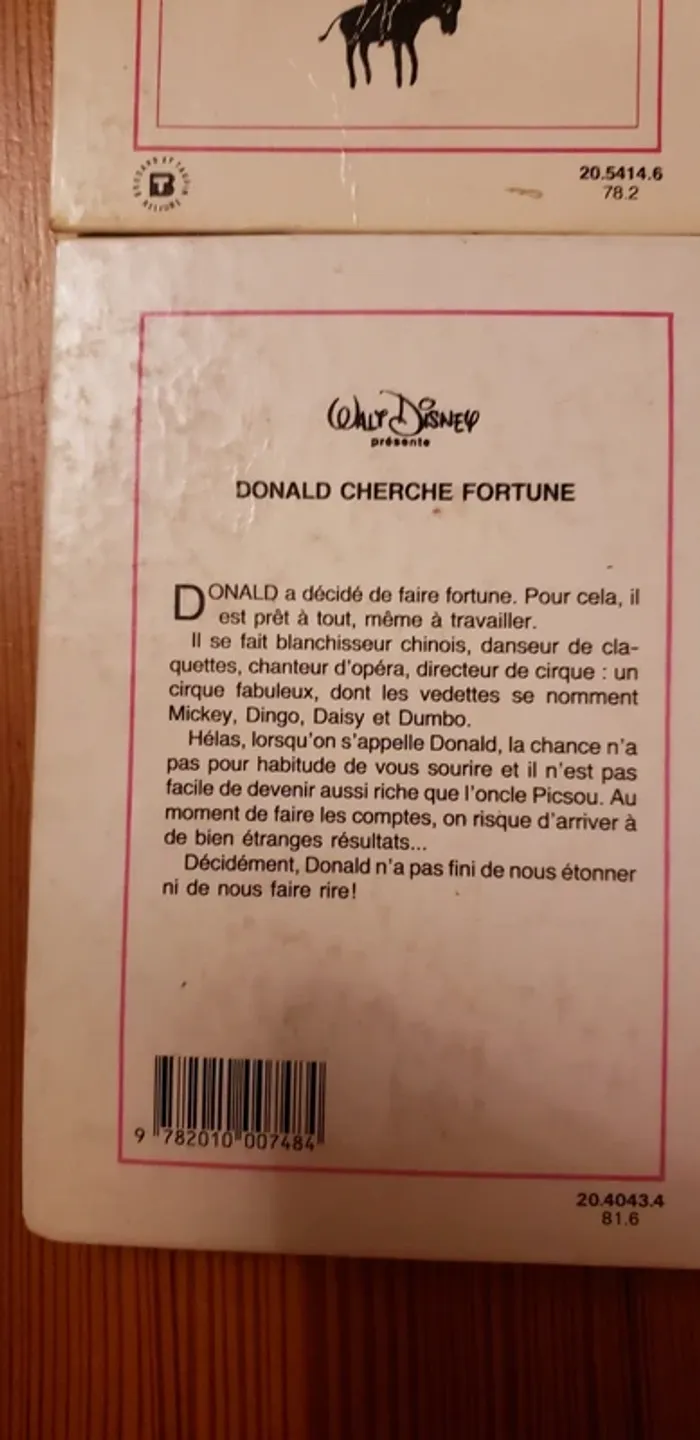 BRODARD ET TAUPIN
RELIURE
20.5414.6
78.2
WALT DISNEY
présente
DONALD CHERCHE FORTUNE
DONALD a décidé de faire fortune. Pour cela, il
est prêt à tout, même à travailler.
Il se fait blanchisseur chinois, danseur de cla-
quettes, chanteur d'opéra, directeur de cirque : un
cirque fabuleux, dont les vedettes se nomment
Mickey, Dingo, Daisy et Dumbo.
Hélas, lorsqu'on s'appelle Donald, la chance n'a
pas pour habitude de vous sourire et il n'est pas
facile de devenir aussi riche que l'oncle Picsou. Au
moment de faire les comptes, on risque d'arriver à
de bien étranges résultats...
Décidément, Donald n'a pas fini de nous étonner
ni de nous faire rire!
9 782010 007484
20.4043.4
81.6